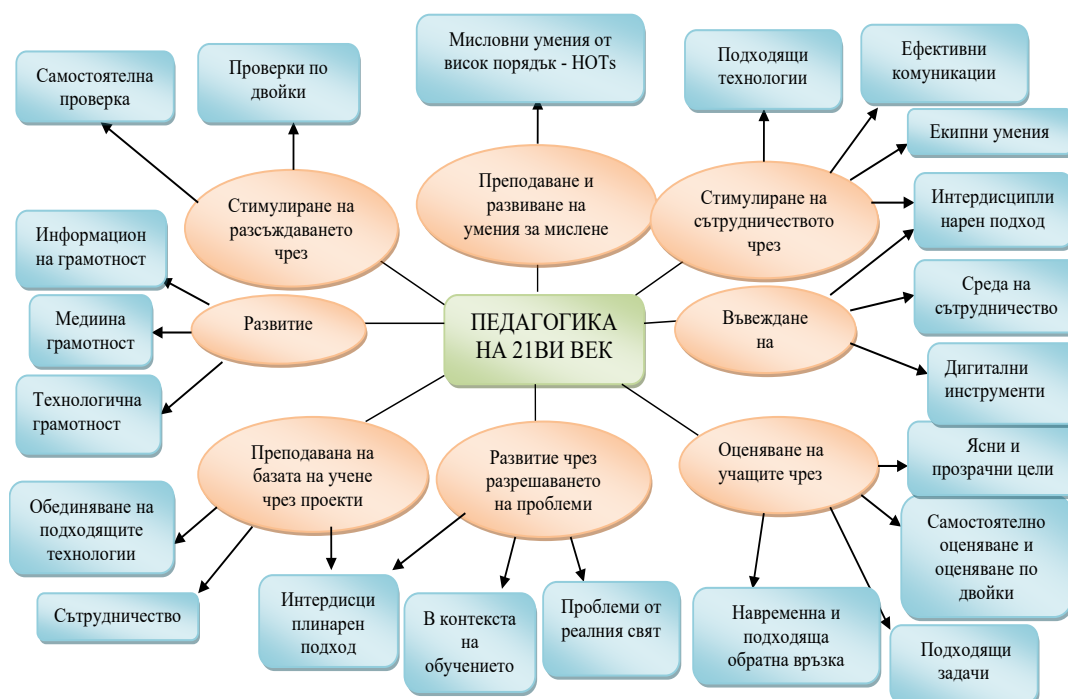 Самостоятелна
проверка
Проверки по
двойки
Мисловни умения от
висок порядък - HOTs
Подходящи
технологии
Ефективни
комуникации
Екипни умения
Стимулиране на
разсъждаването
чрез
Преподаване и
развиване на
умения за мислене
Стимулиране на
сътрудничеството
чрез
Интердисципли
нарен подход
Информацион
на грамотност
Медиина
грамотност
Технологична
грамотност
Развитие
ПЕДАГОГИКА
НА 21ВИ ВЕК
Въвеждане
на
Среда на
сътрудничество
Дигитални
инструменти
Преподавана на
базата на учене
чрез проекти
Развитие чрез
разрешаването
на проблеми
Оценяване на
учащите чрез
Ясни и
прозрачни цели
Обединяване на
подходящите
технологии
Сътрудничество
Интердисци
плинарен
подход
В контекста
на
обучението
Проблеми от
реалния свят
Навременна и
подходяща
обратна връзка
Самостоятелно
оценяване и
оценяване по
двойки
Подходящи
задачи